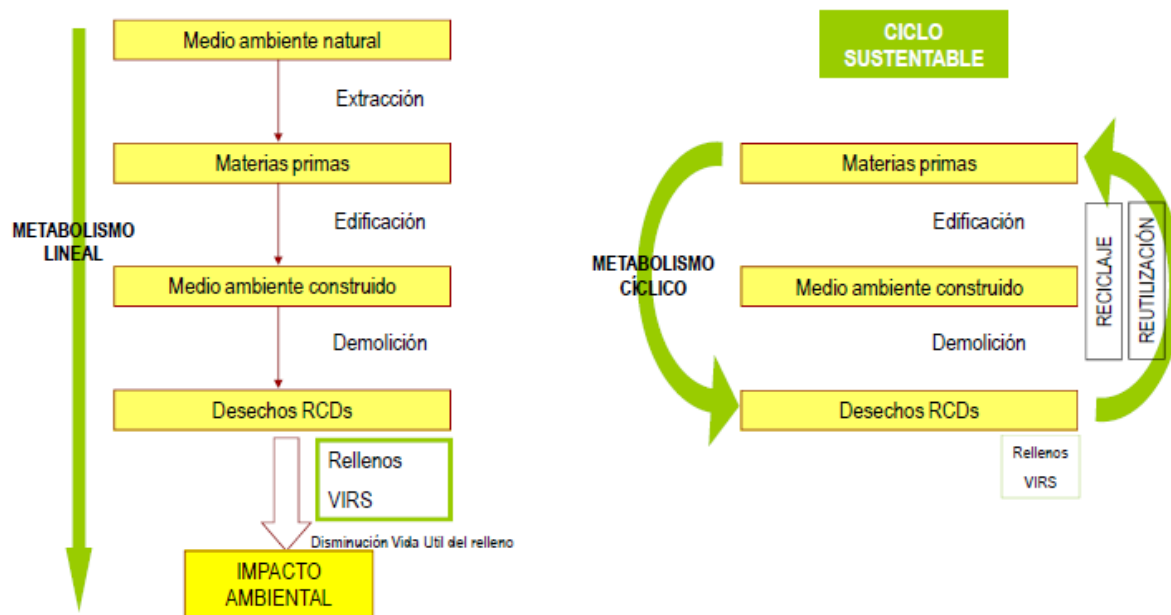 Medio ambiente natural
Extracción
Materias primas
Edificación
METABOLISMO
LINEAL
Medio ambiente construido
Demolición
Desechos RCDs
Rellenos
VIRS
Disminución Vida Util del relleno
IMPACTO
AMBIENTAL
CICLO
SUSTENTABLE
Materias primas
Edificación
METABOLISMO
CÍCLICO
Medio ambiente construido
Demolición
Desechos RCDs
RECICLAJE
REUTILIZACIÓN
Rellenos
VIRS